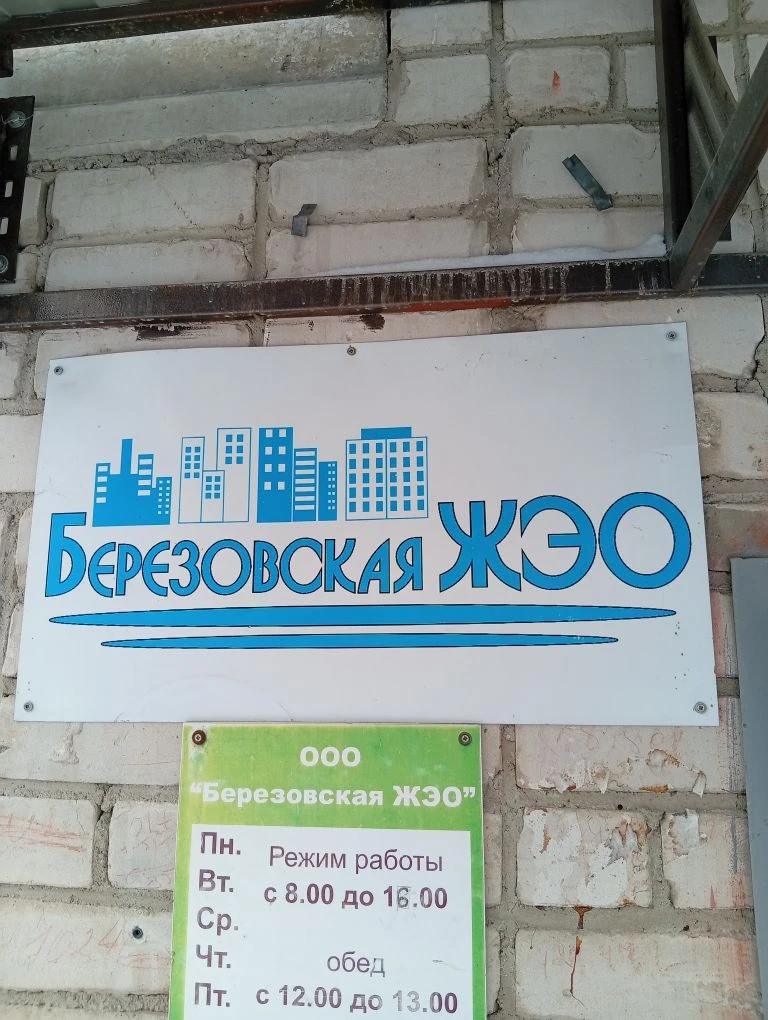 Березовская ЖЭО
ООО
"Березовская ЖЭО"
Пн. Режим работы
Вт. с 8.00 до 16.00
Ср.
Чт. обед
Пт. с 12.00 до 13.00